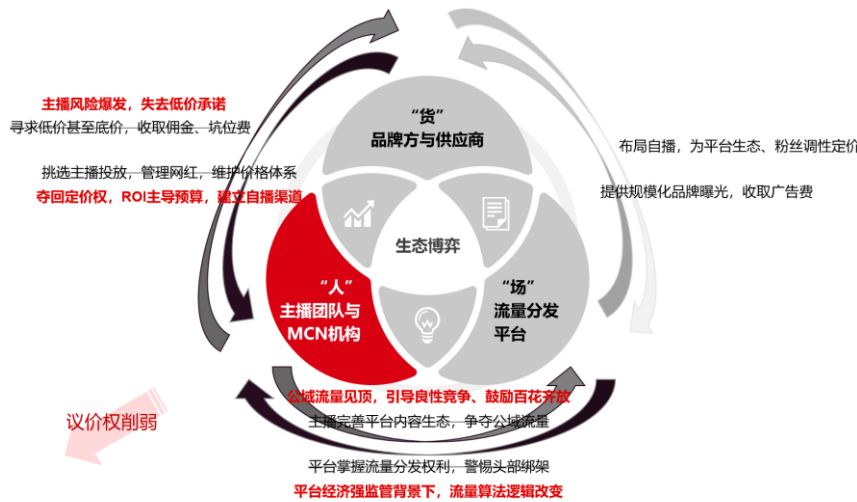 “货”
品牌方与供应商
主播风险爆发，失去低价承诺
寻求低价甚至底价，收取佣金、坑位费
挑选主播投放，管理网红，维护价格体系
夺回定价权，ROI主导预算，建立自播渠道
布局自播，为平台生态、粉丝调性定价
提供规模化品牌曝光，收取广告费
生态博弈
“人”
主播团队与
MCN机构
“场”
流量分发
平台
公域流量见顶，引导良性竞争、鼓励百花齐放
主播完善平台内容生态，争夺公域流量
平台掌握流量分发权利，警惕头部绑架
平台经济强监管背景下，流量算法逻辑改变
议价权削弱